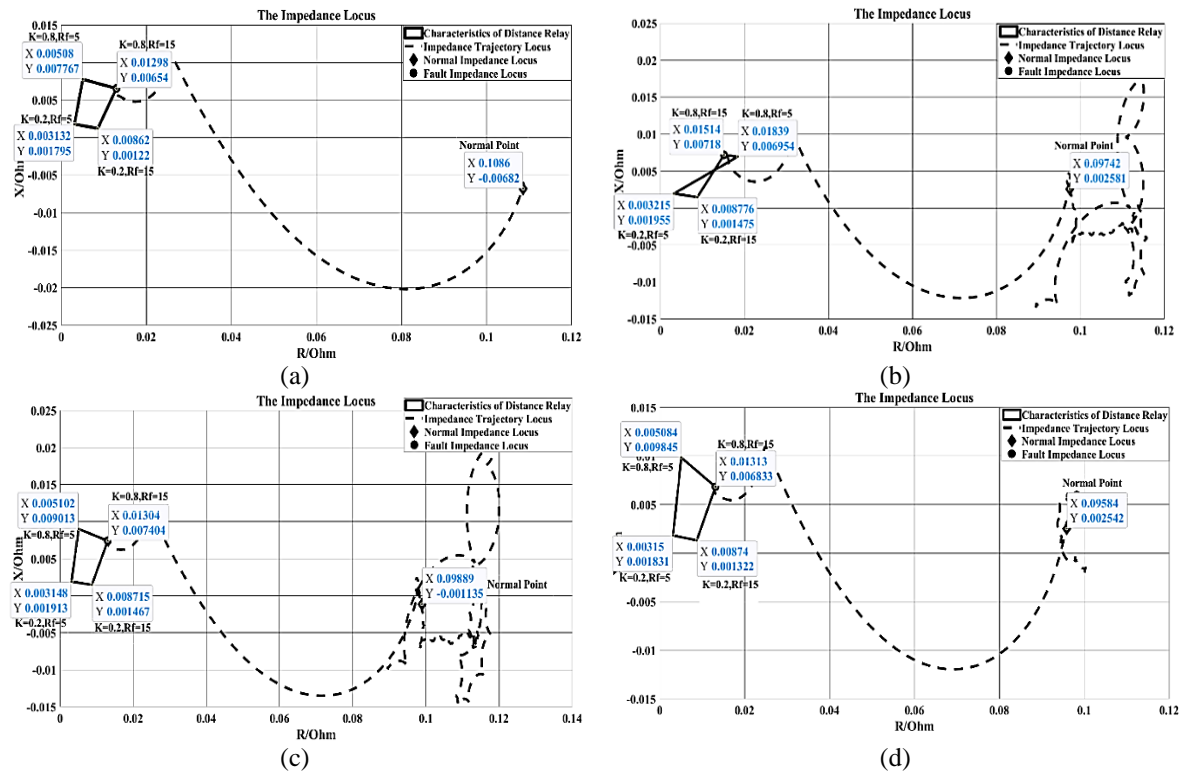 The Impedance Locus
0.015
K=0.8,Rf=5
X 0.00508
Y 0.007767
K=0.8,Rf=15
X 0.01298
Y 0.00654
Characteristics of Distance Relay
Impedance Trajectory Locus
Normal Impedance Locus
Fault Impedance Locus
0.005
K=0.2,Rf=5
X 0.003132
Y 0.001795
X 0.00862
Y 0.00122
K=0.2,Rf=15
Normal Point
X 0.1086
Y -0.00682
X/Ohm
-0.005
-0.01
-0.015
-0.02
-0.025
0 0.02 0.04 0.06 0.08 0.1 0.12
R/Ohm
(a)
The Impedance Locus
0.025
0.02
0.015
0.01
K=0.8,Rf=15
X 0.01514
Y 0.00718
K=0.8,Rf=5
X 0.01839
Y 0.006954
Characteristics of Distance Relay
Impedance Trajectory Locus
Normal Impedance Locus
Fault Impedance Locus
Normal Point
X 0.09742
Y 0.002581
X/Ohm
0.005
X 0.003215
Y 0.001955
K=0.2,Rf=5
X 0.008776
Y 0.001475
K=0.2,Rf=15
-0.005
-0.01
-0.015
0 0.02 0.04 0.06 0.08 0.1 0.12
R/Ohm
(b)
The Impedance Locus
0.025
0.02
0.015
K=0.8,Rf=15
X 0.005102
Y 0.009013
K=0.8,Rf=5
X 0.01304
Y 0.007404
Characteristics of Distance Relay
Impedance Trajectory Locus
Normal Impedance Locus
Fault Impedance Locus
X/Ohm
0.005
X 0.003148
Y 0.001913
K=0.2,Rf=5
X 0.008715
Y 0.001467
K=0.2,Rf=15
X 0.09889
Y -0.001135
Normal Point
-0.005
-0.01
-0.015
0 0.02 0.04 0.06 0.08 0.1 0.12 0.14
R/Ohm
(c)
The Impedance Locus
0.015
X 0.005084
Y 0.009845
K=0.8,Rf=5
K=0.8,Rf=15
X 0.01313
Y 0.006833
Characteristics of Distance Relay
Impedance Trajectory Locus
Normal Impedance Locus
Fault Impedance Locus
0.01
0.005
Normal Point
X 0.09584
Y 0.002542
X/Ohm
X 0.00315
Y 0.001831
K=0.2,Rf=5
X 0.00874
Y 0.001322
K=0.2,Rf=15
-0.005
-0.01
-0.015
0 0.02 0.04 0.06 0.08 0.1 0.12
R/Ohm
(d)